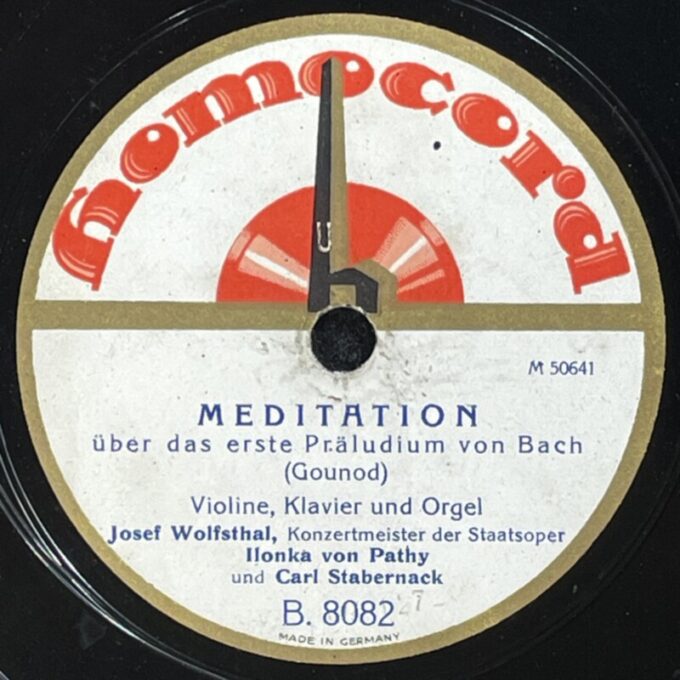 homocord
U
M 50641
MEDITATION
über das erste Präludium von Bach
(Gounod)
Violine, Klavier und Orgel
Josef Wolfsthal, Konzertmeister der Staatsoper
Ilonka von Pathy
und Carl Stabernack
B. 8082
MADE IN GERMANY